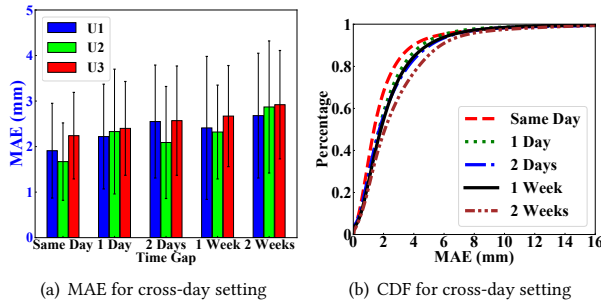 5
4
3
2
1
0
MAE (mm)
U1
U2
U3
Same Day 1 Day 2 Days 1 Week 2 Weeks
Time Gap
(a) MAE for cross-day setting
1
0.8
0.6
0.4
0.2
0
Percentage
Same Day
1 Day
2 Days
1 Week
2 Weeks
0 2 4 6 8 10 12 14 16
MAE (mm)
(b) CDF for cross-day setting